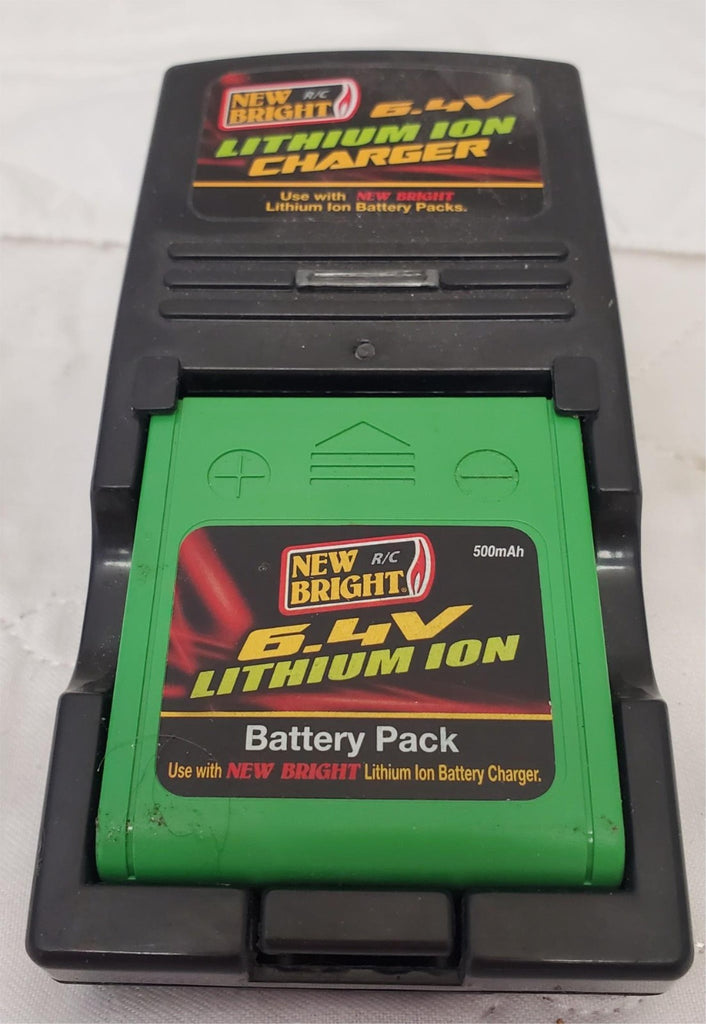 NEW R/C
BRIGHT
6.4V
LITHIUM ION
CHARGER
Use with NEW BRIGHT
Lithium Ion Battery Packs.
+ −
500mAh
NEW R/C
BRIGHT®
6.4V
LITHIUM ION
Battery Pack
Use with NEW BRIGHT Lithium Ion Battery Charger.